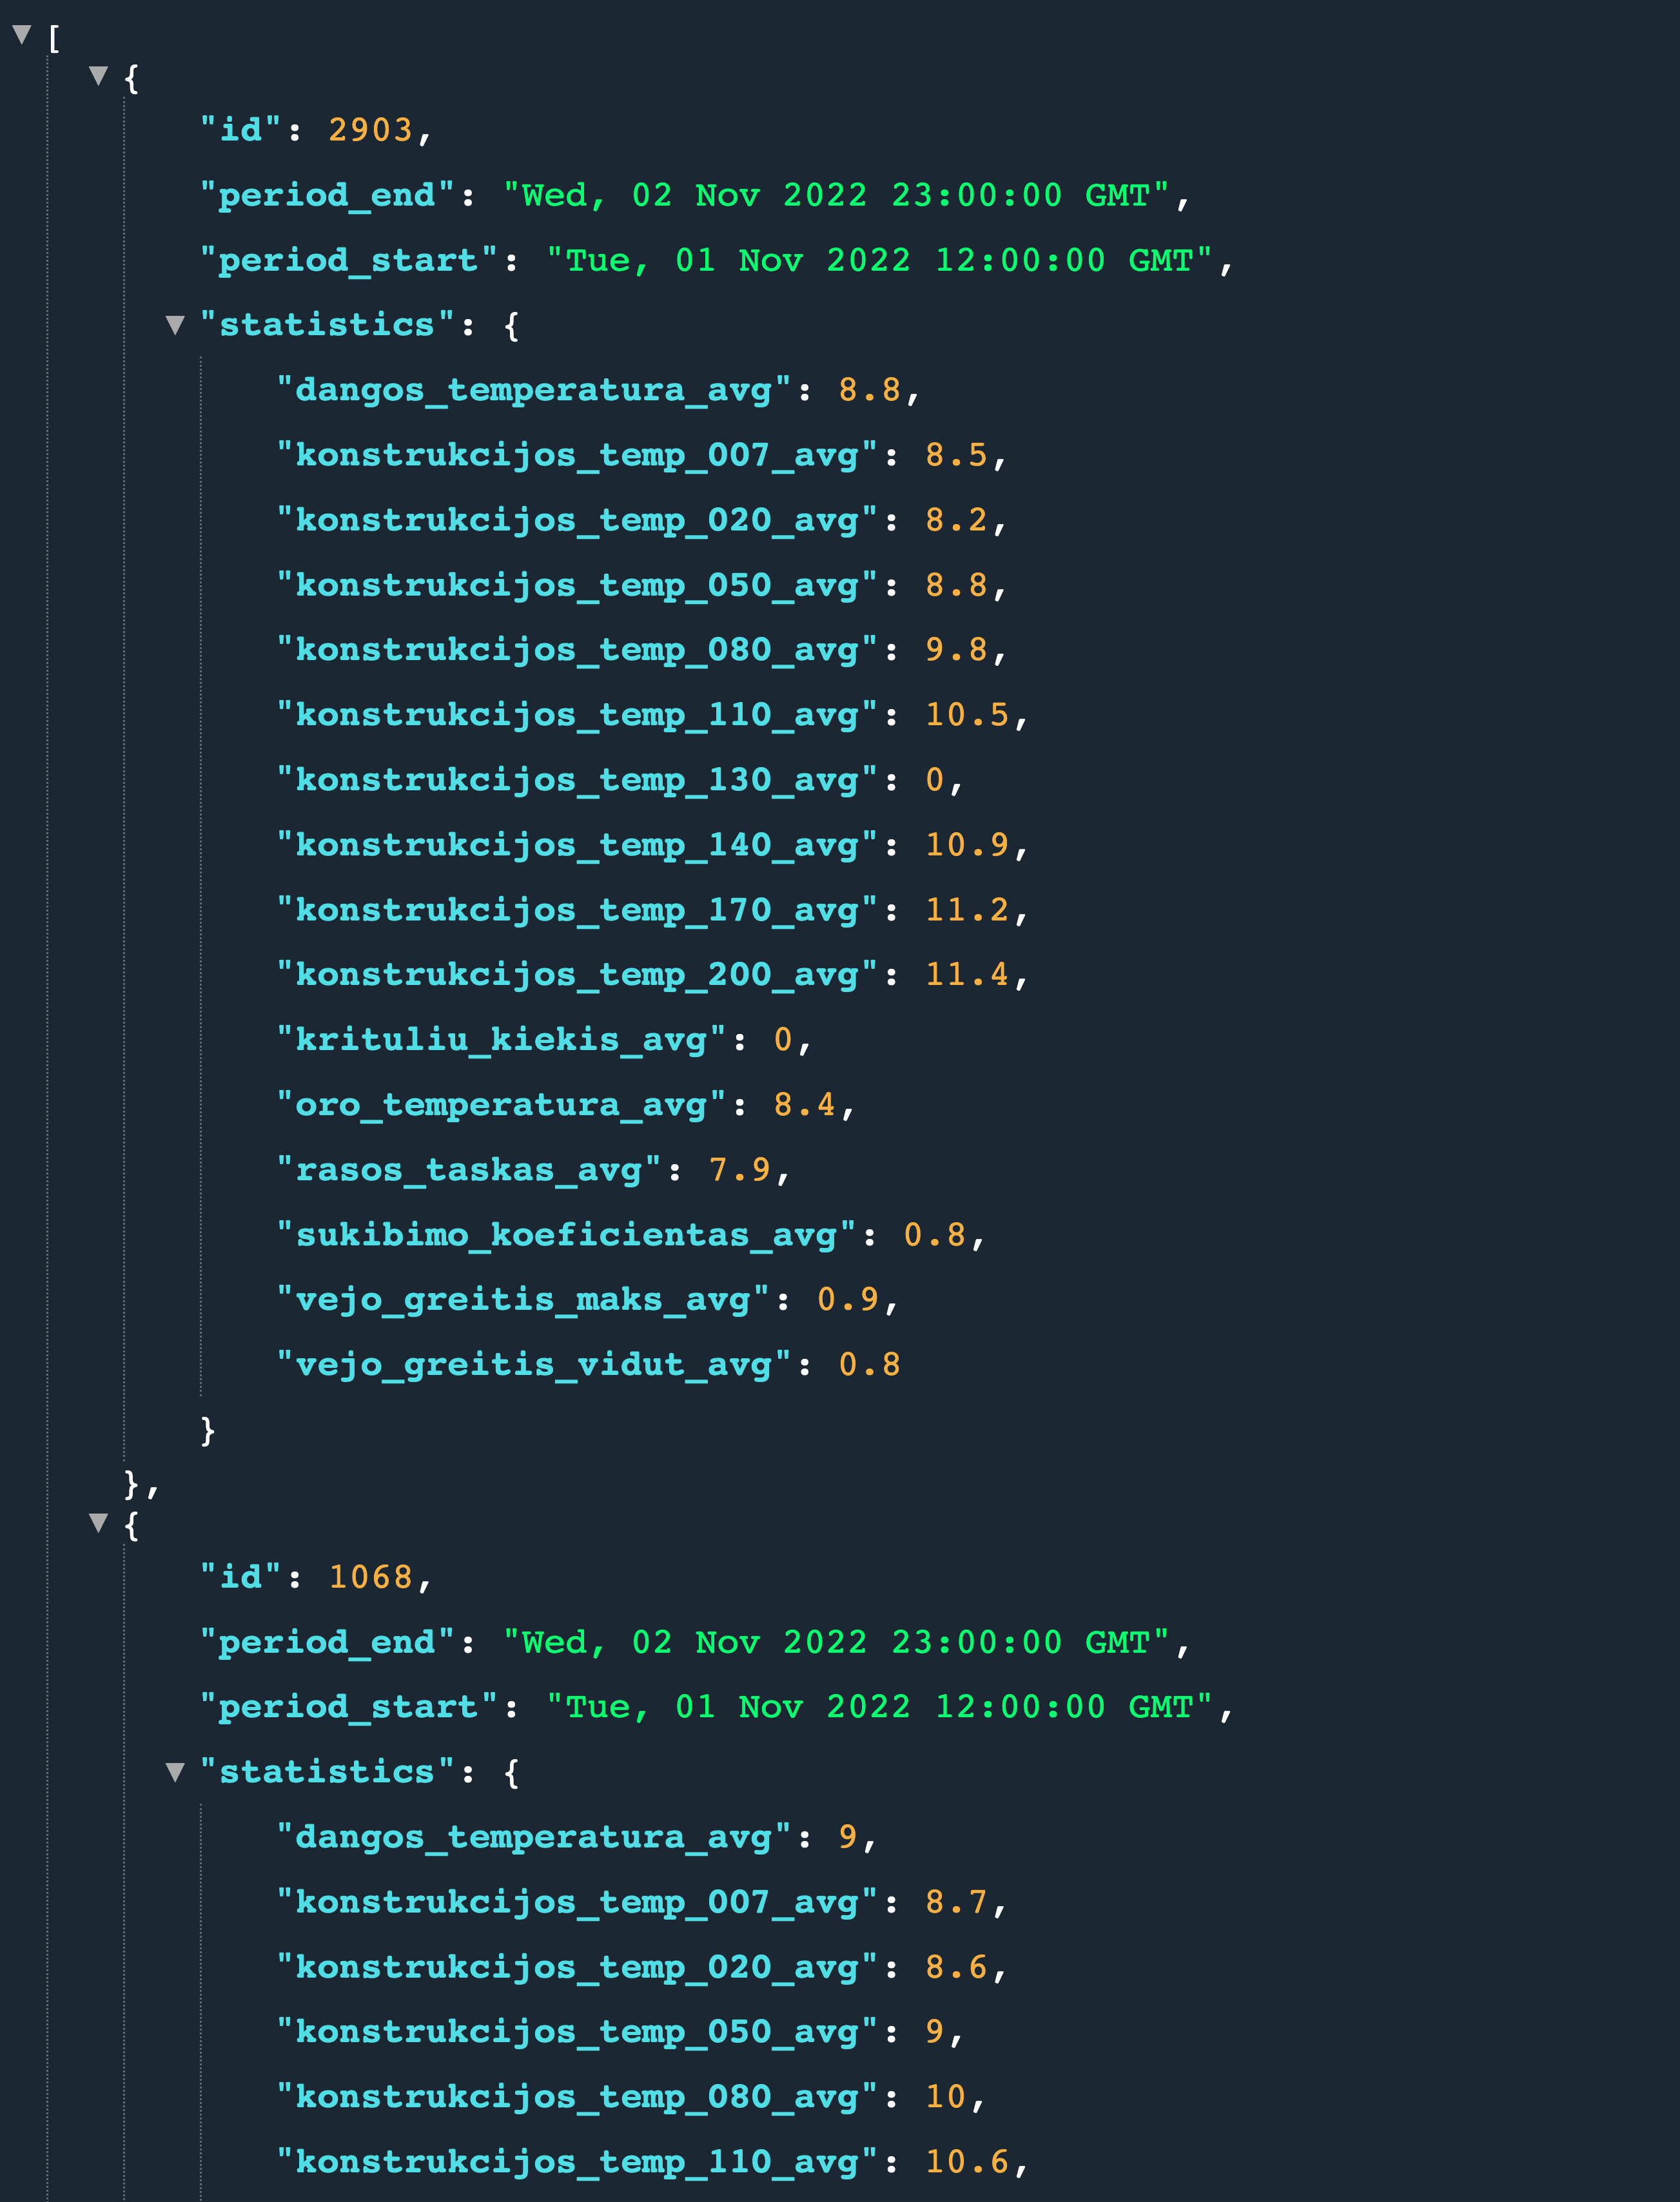 [
{
"id": 2903,
"period_end": "Wed, 02 Nov 2022 23:00:00 GMT",
"period_start": "Tue, 01 Nov 2022 12:00:00 GMT",
"statistics": {
"dangos_temperatura_avg": 8.8,
"konstrukcijos_temp_007_avg": 8.5,
"konstrukcijos_temp_020_avg": 8.2,
"konstrukcijos_temp_050_avg": 8.8,
"konstrukcijos_temp_080_avg": 9.8,
"konstrukcijos_temp_110_avg": 10.5,
"konstrukcijos_temp_130_avg": 0,
"konstrukcijos_temp_140_avg": 10.9,
"konstrukcijos_temp_170_avg": 11.2,
"konstrukcijos_temp_200_avg": 11.4,
"krituliu_kiekis_avg": 0,
"oro_temperatura_avg": 8.4,
"rasos_taskas_avg": 7.9,
"sukibimo_koeficientas_avg": 0.8,
"vejo_greitis_maks_avg": 0.9,
"vejo_greitis_vidut_avg": 0.8
}
},
{
"id": 1068,
"period_end": "Wed, 02 Nov 2022 23:00:00 GMT",
"period_start": "Tue, 01 Nov 2022 12:00:00 GMT",
"statistics": {
"dangos_temperatura_avg": 9,
"konstrukcijos_temp_007_avg": 8.7,
"konstrukcijos_temp_020_avg": 8.6,
"konstrukcijos_temp_050_avg": 9,
"konstrukcijos_temp_080_avg": 10,
"konstrukcijos_temp_110_avg": 10.6,